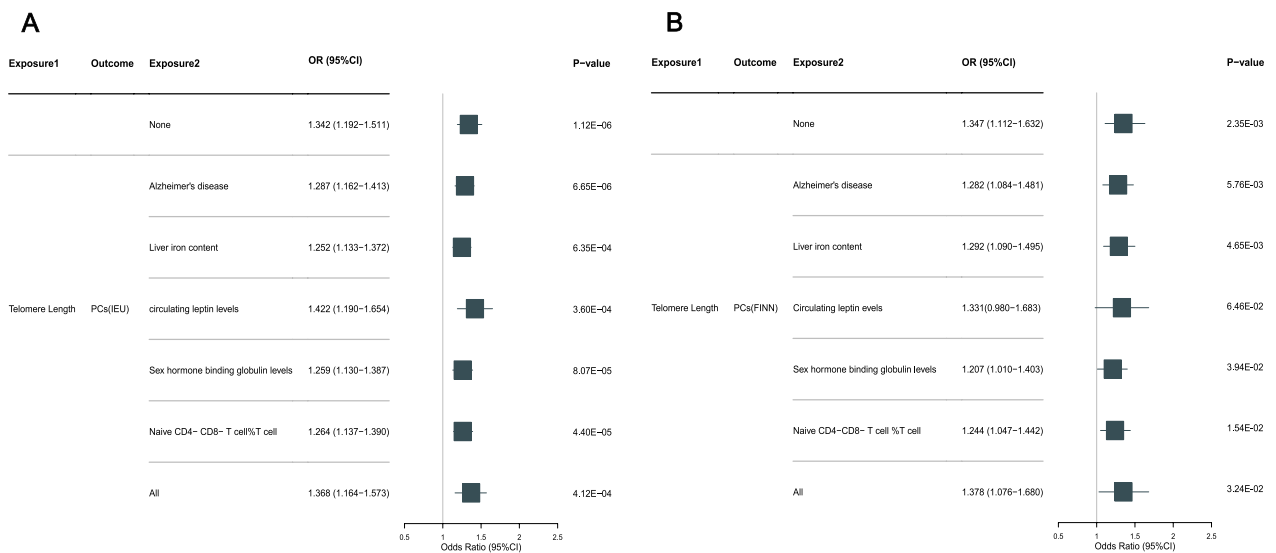 A
Exposure1 Outcome Exposure2 OR (95%CI) P−value
None 1.342 (1.192−1.511) 1.12E−06
Alzheimer's disease 1.287 (1.162−1.413) 6.65E−06
Liver iron content 1.252 (1.133−1.372) 6.35E−04
Telomere Length PCs(IEU) circulating leptin levels 1.422 (1.190−1.654) 3.60E−04
Sex hormone binding globulin levels 1.259 (1.130−1.387) 8.07E−05
Naive CD4− CD8− T cell%T cell 1.264 (1.137−1.390) 4.40E−05
All 1.368 (1.164−1.573) 4.12E−04
0.5 1 1.5 2 2.5
Odds Ratio (95%CI)
B
Exposure1 Outcome Exposure2 OR (95%CI) P−value
None 1.347 (1.112−1.632) 2.35E−03
Alzheimer's disease 1.282 (1.084−1.481) 5.76E−03
Liver iron content 1.292 (1.090−1.495) 4.65E−03
Telomere Length PCs(FINN) Circulating leptin evels 1.331(0.980−1.683) 6.46E−02
Sex hormone binding globulin levels 1.207 (1.010−1.403) 3.94E−02
Naive CD4−CD8− T cell %T cell 1.244 (1.047−1.442) 1.54E−02
All 1.378 (1.076−1.680) 3.24E−02
0.5 1 1.5 2 2.5
Odds Ratio (95%CI)